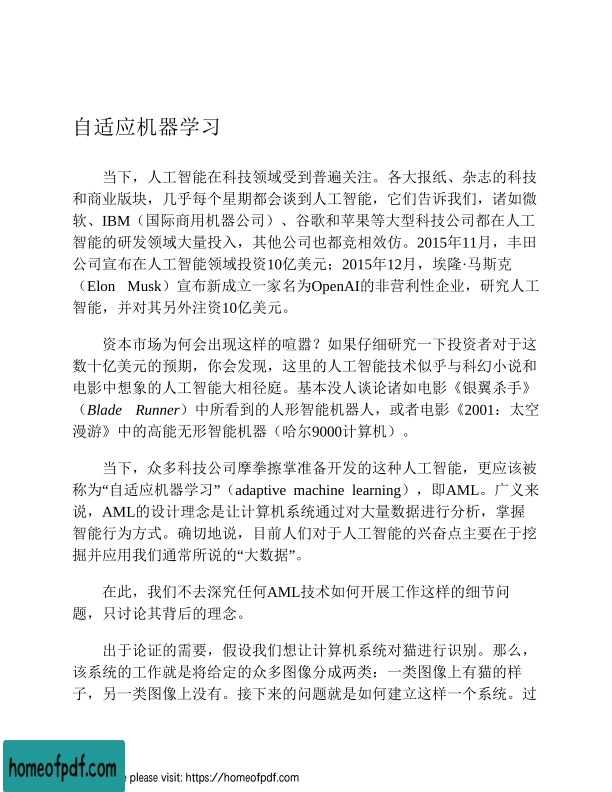 自适应机器学习
当下，人工智能在科技领域受到普遍关注。各大报纸、杂志的科技
和商业版块，几乎每个星期都会谈到人工智能，它们告诉我们，诸如微
软、IBM（国际商用机器公司）、谷歌和苹果等大型科技公司都在人工
智能的研发领域大量投入，其他公司也都竞相效仿。2015年11月，丰田
公司宣布在人工智能领域投资10亿美元；2015年12月，埃隆·马斯克
（Elon Musk）宣布新成立一家名为OpenAI的非营利性企业，研究人工
智能，并对其另外注资10亿美元。
资本市场为何会出现这样的喧嚣？如果仔细研究一下投资者对于这
数十亿美元的预期，你会发现，这里的人工智能技术似乎与科幻小说和
电影中想象的人工智能大相径庭。基本没人谈论诸如电影《银翼杀手》
（Blade Runner）中所看到的人形智能机器人，或者电影《2001：太空
漫游》中的高能无形智能机器（哈尔9000计算机）。
当下，众多科技公司摩拳擦掌准备开发的这种人工智能，更应该被
称为“自适应机器学习”（adaptive machine learning），即AML。广义来
说，AML的设计理念是让计算机系统通过对大量数据进行分析，掌握
智能行为方式。确切地说，目前人们对于人工智能的兴奋点主要在于挖
掘并应用我们通常所说的“大数据”。
在此，我们不去深究任何AML技术如何开展工作这样的细节问
题，只讨论其背后的理念。
出于论证的需要，假设我们想让计算机系统对猫进行识别。那么，
该系统的工作就是将给定的众多图像分成两类：一类图像上有猫的样
子，另一类图像上没有。接下来的问题就是如何建立这样一个系统。过
homeofpdf.com
please visit: https://homeofpdf.com